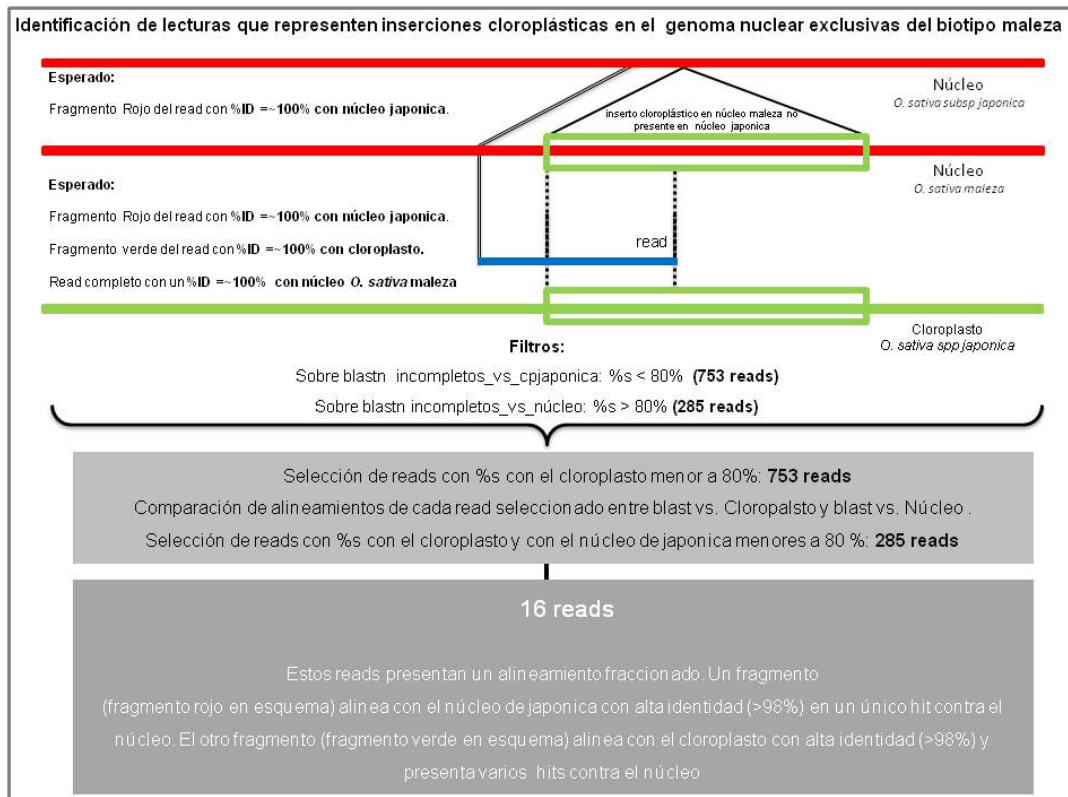 Identificación de lecturas que representen inserciones cloroplásticas en el genoma nuclear exclusivas del biotipo maleza
Esperado:
Fragmento Rojo del read con %ID =~100% con núcleo japonica.
inserto cloroplástico en núcleo maleza no
presente en núcleo japonica
Núcleo
O. sativa subsp japonica
Esperado:
Fragmento Rojo del read con %ID =~100% con núcleo japonica.
Fragmento verde del read con %ID =~100% con cloroplasto.
Read completo con un %ID =~100% con núcleo O. sativa maleza
read
Núcleo
O. sativa maleza
Cloroplasto
O. sativa spp japonica
Filtros:
Sobre blastn incompletos_vs_cpjaponica: %s < 80% (753 reads)
Sobre blastn incompletos_vs_núcleo: %s > 80% (285 reads)
Selección de reads con %s con el cloroplasto menor a 80%: 753 reads
Comparación de alineamientos de cada read seleccionado entre blast vs. Cloropalsto y blast vs. Núcleo .
Selección de reads con %s con el cloroplasto y con el núcleo de japonica menores a 80 %: 285 reads
16 reads
Estos reads presentan un alineamiento fraccionado. Un fragmento
(fragmento rojo en esquema) alinea con el núcleo de japonica con alta identidad (>98%) en un único hit contra el
núcleo. El otro fragmento (fragmento verde en esquema) alinea con el cloroplasto con alta identidad (>98%) y
presenta varios hits contra el núcleo